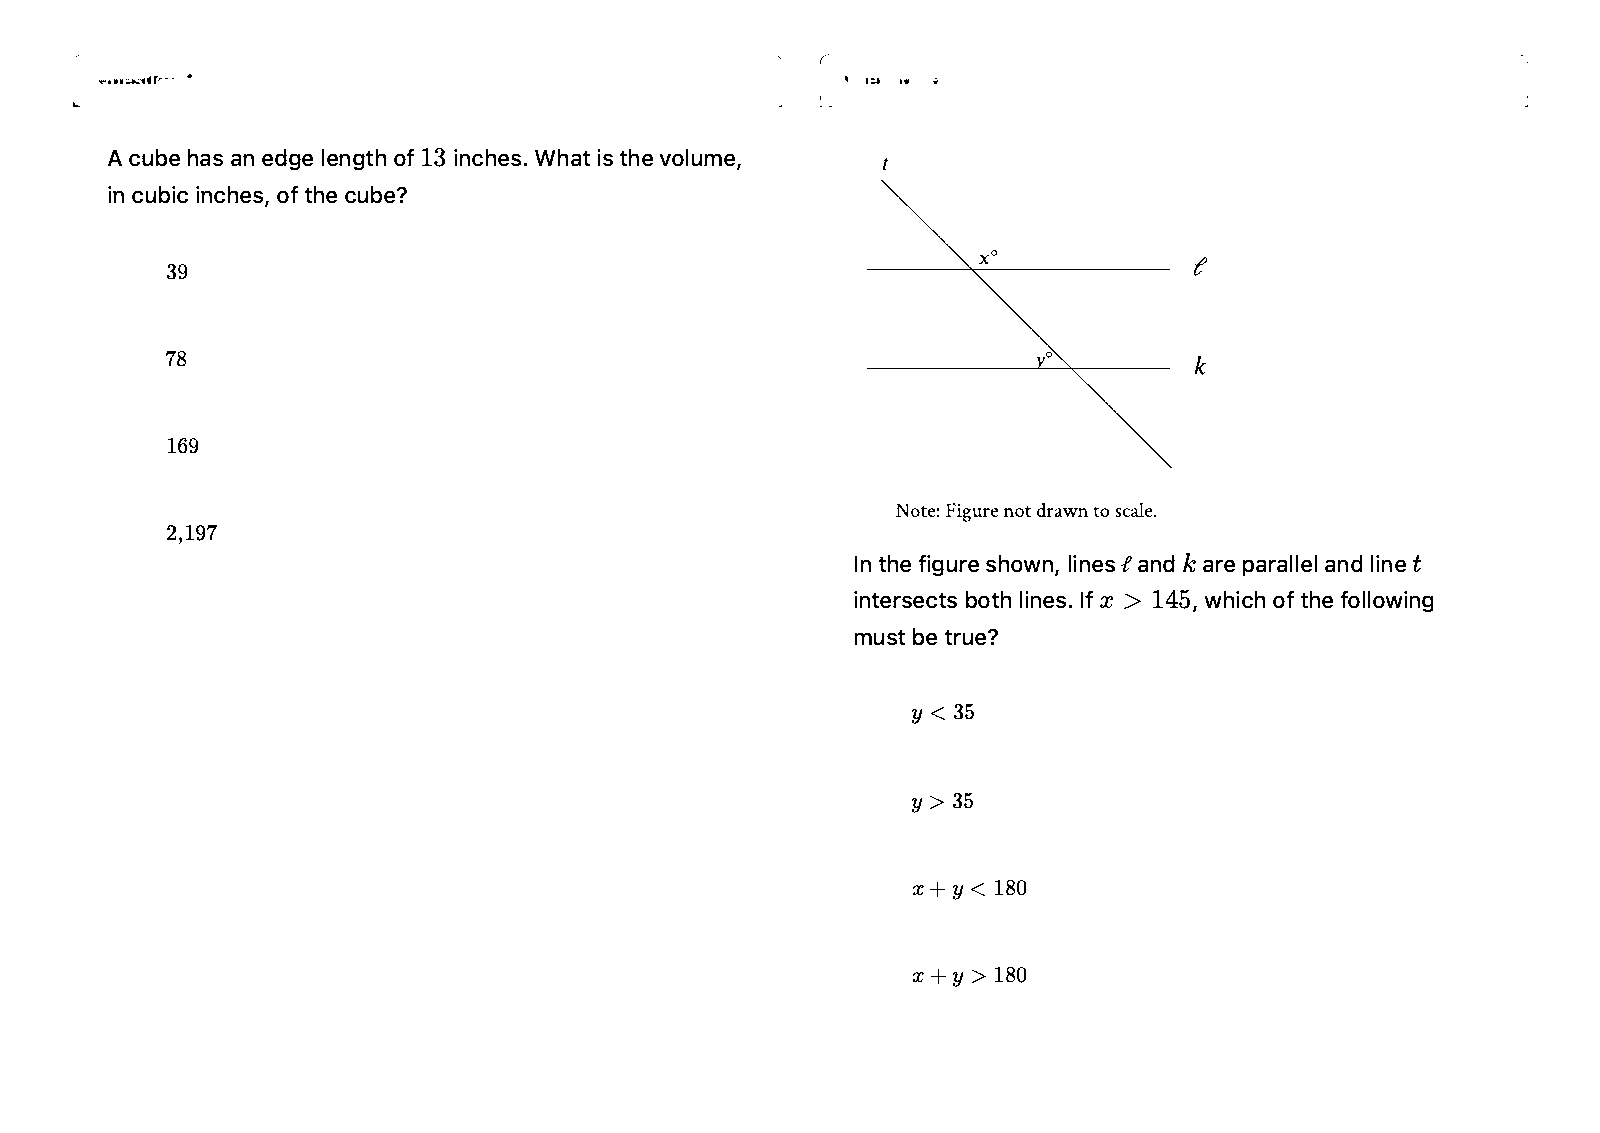 A cube has an edge length of 13 inches. What is the volume,
in cubic inches, of the cube?
39
78
169
2,197
t
x°
ℓ
y°
k
Note: Figure not drawn to scale.
In the figure shown, lines ℓ and k are parallel and line t
intersects both lines. If x > 145, which of the following
must be true?
y < 35
y > 35
x + y < 180
x + y > 180